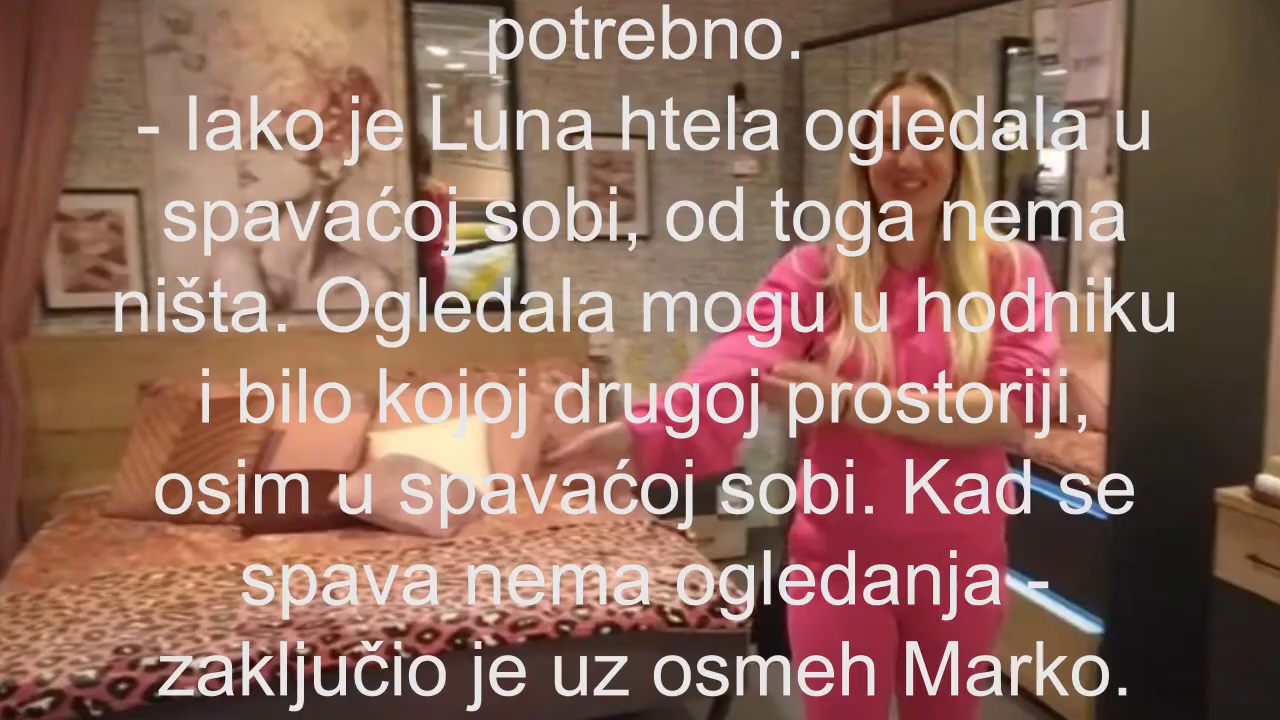 potrebno.
- Iako je Luna htela ogledala u
spavaćoj sobi, od toga nema
ništa. Ogledala mogu u hodniku
i bilo kojoj drugoj prostoriji,
osim u spavaćoj sobi. Kad se
spava nema ogledanja -
zaključio je uz osmeh Marko.